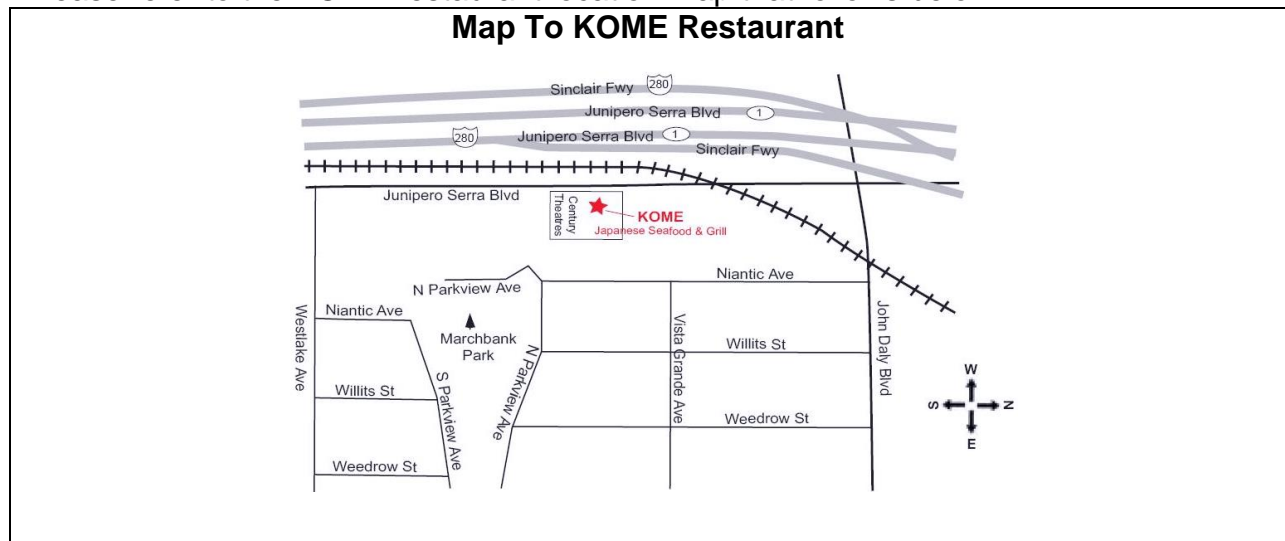 Map To KOME Restaurant
Sinclair Fwy
280
Junipero Serra Blvd
1
280
Junipero Serra Blvd
1
Sinclair Fwy
Junipero Serra Blvd
Century
Theatres
KOME
Japanese Seafood & Grill
Niantic Ave
N Parkview Ave
Westlake Ave
Niantic Ave
Marchbank
Park
N Parkview Ave
Vista Grande Ave
Willits St
John Daly Blvd
Willits St
S Parkview Ave
Weedrow St
Weedrow St
W
S
N
E